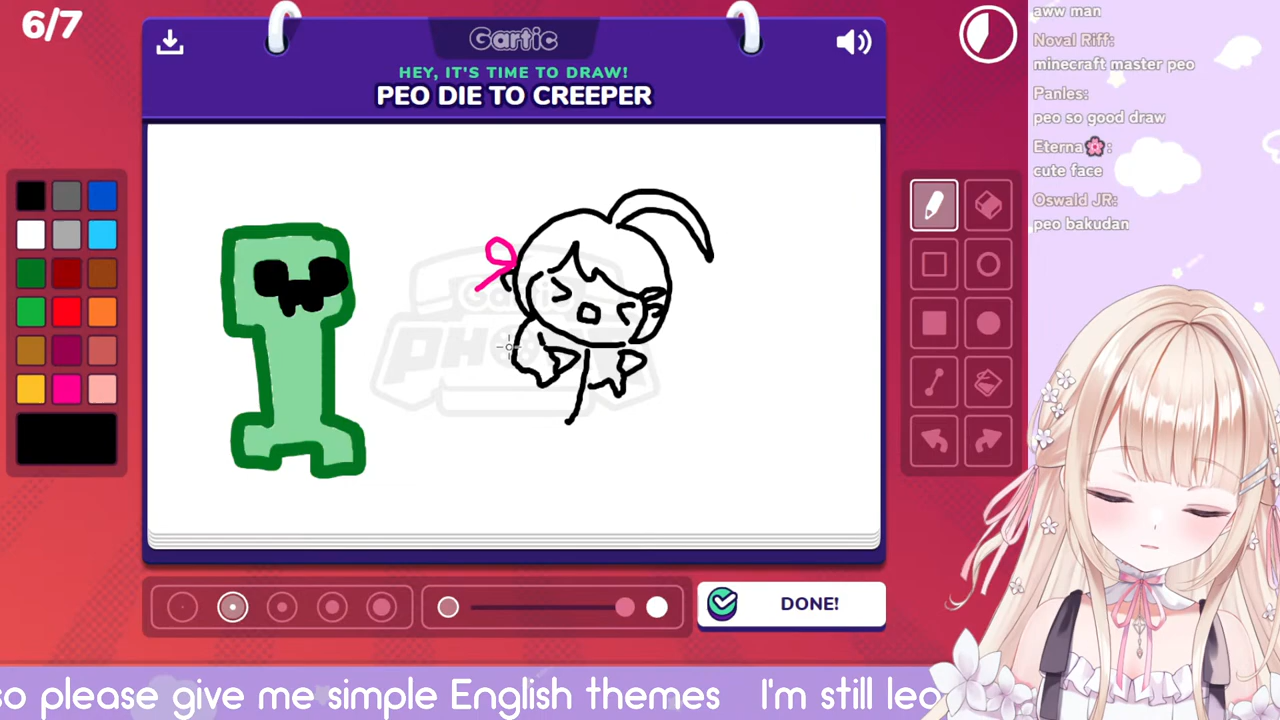 6/7
Gartic
HEY, IT'S TIME TO DRAW!
PEO DIE TO CREEPER
Gartic
PHONE
DONE!
aww man
Noval Riff:
minecraft master peo
Panles:
peo so good draw
Eterna🌸:
cute face
Oswald JR:
peo bakudan
so please give me simple English themes I'm still lea